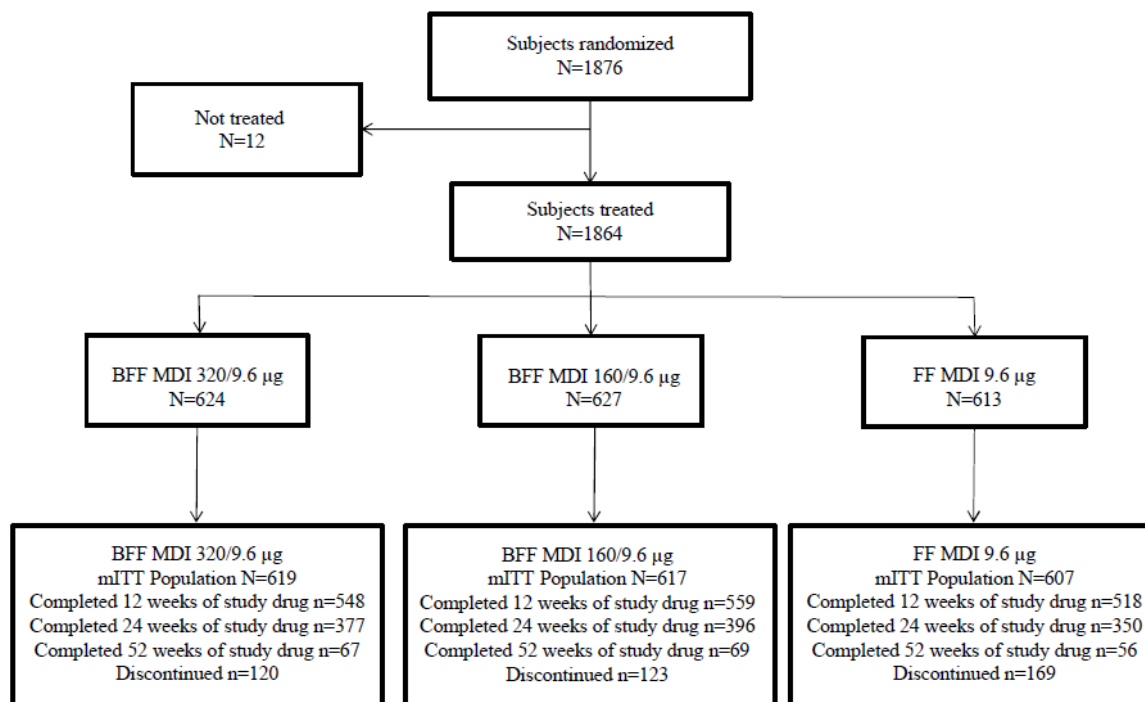 Subjects randomized
N=1876
Not treated
N=12
Subjects treated
N=1864
BFF MDI 320/9.6 µg
N=624
BFF MDI 160/9.6 µg
N=627
FF MDI 9.6 µg
N=613
BFF MDI 320/9.6 µg
mITT Population N=619
Completed 12 weeks of study drug n=548
Completed 24 weeks of study drug n=377
Completed 52 weeks of study drug n=67
Discontinued n=120
BFF MDI 160/9.6 µg
mITT Population N=617
Completed 12 weeks of study drug n=559
Completed 24 weeks of study drug n=396
Completed 52 weeks of study drug n=69
Discontinued n=123
FF MDI 9.6 µg
mITT Population N=607
Completed 12 weeks of study drug n=518
Completed 24 weeks of study drug n=350
Completed 52 weeks of study drug n=56
Discontinued n=169